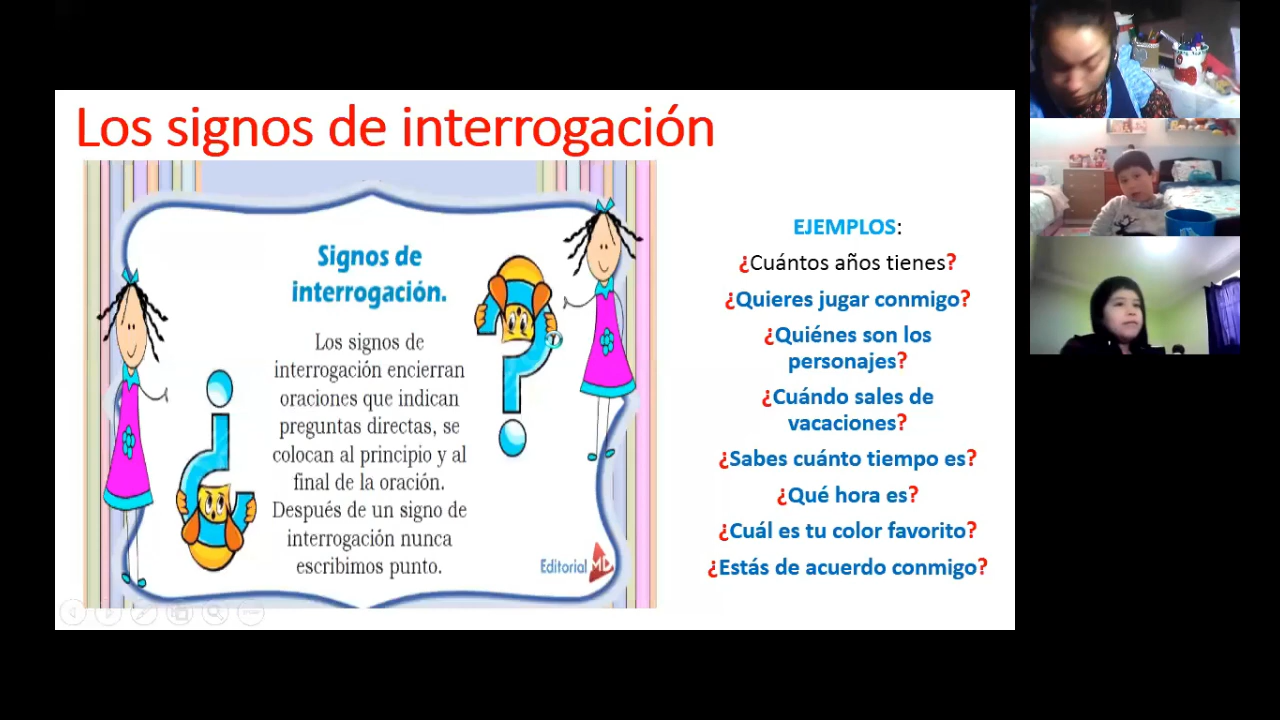 Los signos de interrogación
Signos de
interrogación.
Los signos de
interrogación encierran
oraciones que indican
preguntas directas, se
colocan al principio y al
final de la oración.
Después de un signo de
interrogación nunca
escribimos punto.
Editorial MD
EJEMPLOS:
¿Cuántos años tienes?
¿Quieres jugar conmigo?
¿Quiénes son los
personajes?
¿Cuándo sales de
vacaciones?
¿Sabes cuánto tiempo es?
¿Qué hora es?
¿Cuál es tu color favorito?
¿Estás de acuerdo conmigo?